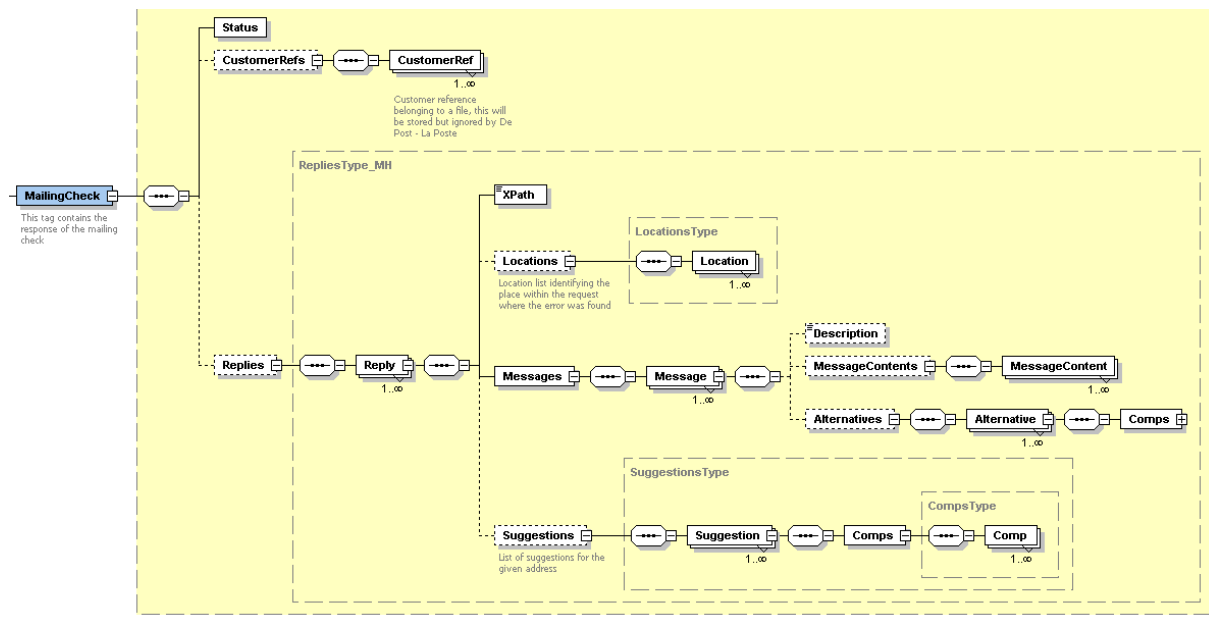 Status
CustomerRefs
CustomerRef
1..∞
Customer reference
belonging to a file, this will
be stored but ignored by De
Post - La Poste
RepliesType_MH
MailingCheck
This tag contains the
response of the mailing
check
XPath
LocationsType
Locations
Location
1..∞
Location list identifying the
place within the request
where the error was found
Description
Replies
Reply
1..∞
Messages
Message
1..∞
MessageContents
MessageContent
1..∞
Alternatives
Alternative
1..∞
Comps
SuggestionsType
CompsType
Suggestions
Suggestion
1..∞
Comps
Comp
1..∞
List of suggestions for the
given address